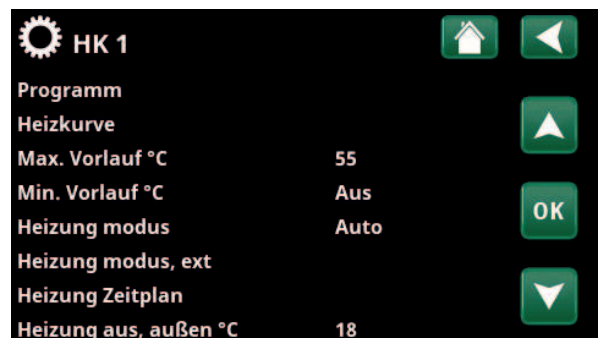 HK 1
Programm
Heizkurve
Max. Vorlauf °C 55
Min. Vorlauf °C Aus
Heizung modus Auto
OK
Heizung modus, ext
Heizung Zeitplan
Heizung aus, außen °C 18